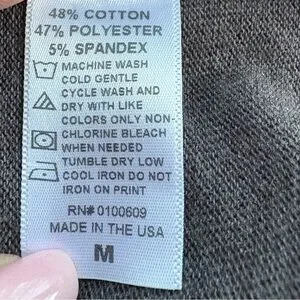 48% COTTON
47% POLYESTER
5% SPANDEX
MACHINE WASH
COLD GENTLE
CYCLE WASH AND
DRY WITH LIKE
COLORS ONLY NON-
CHLORINE BLEACH
WHEN NEEDED
TUMBLE DRY LOW
COOL IRON DO NOT
IRON ON PRINT
RN# 0100609
MADE IN THE USA
M